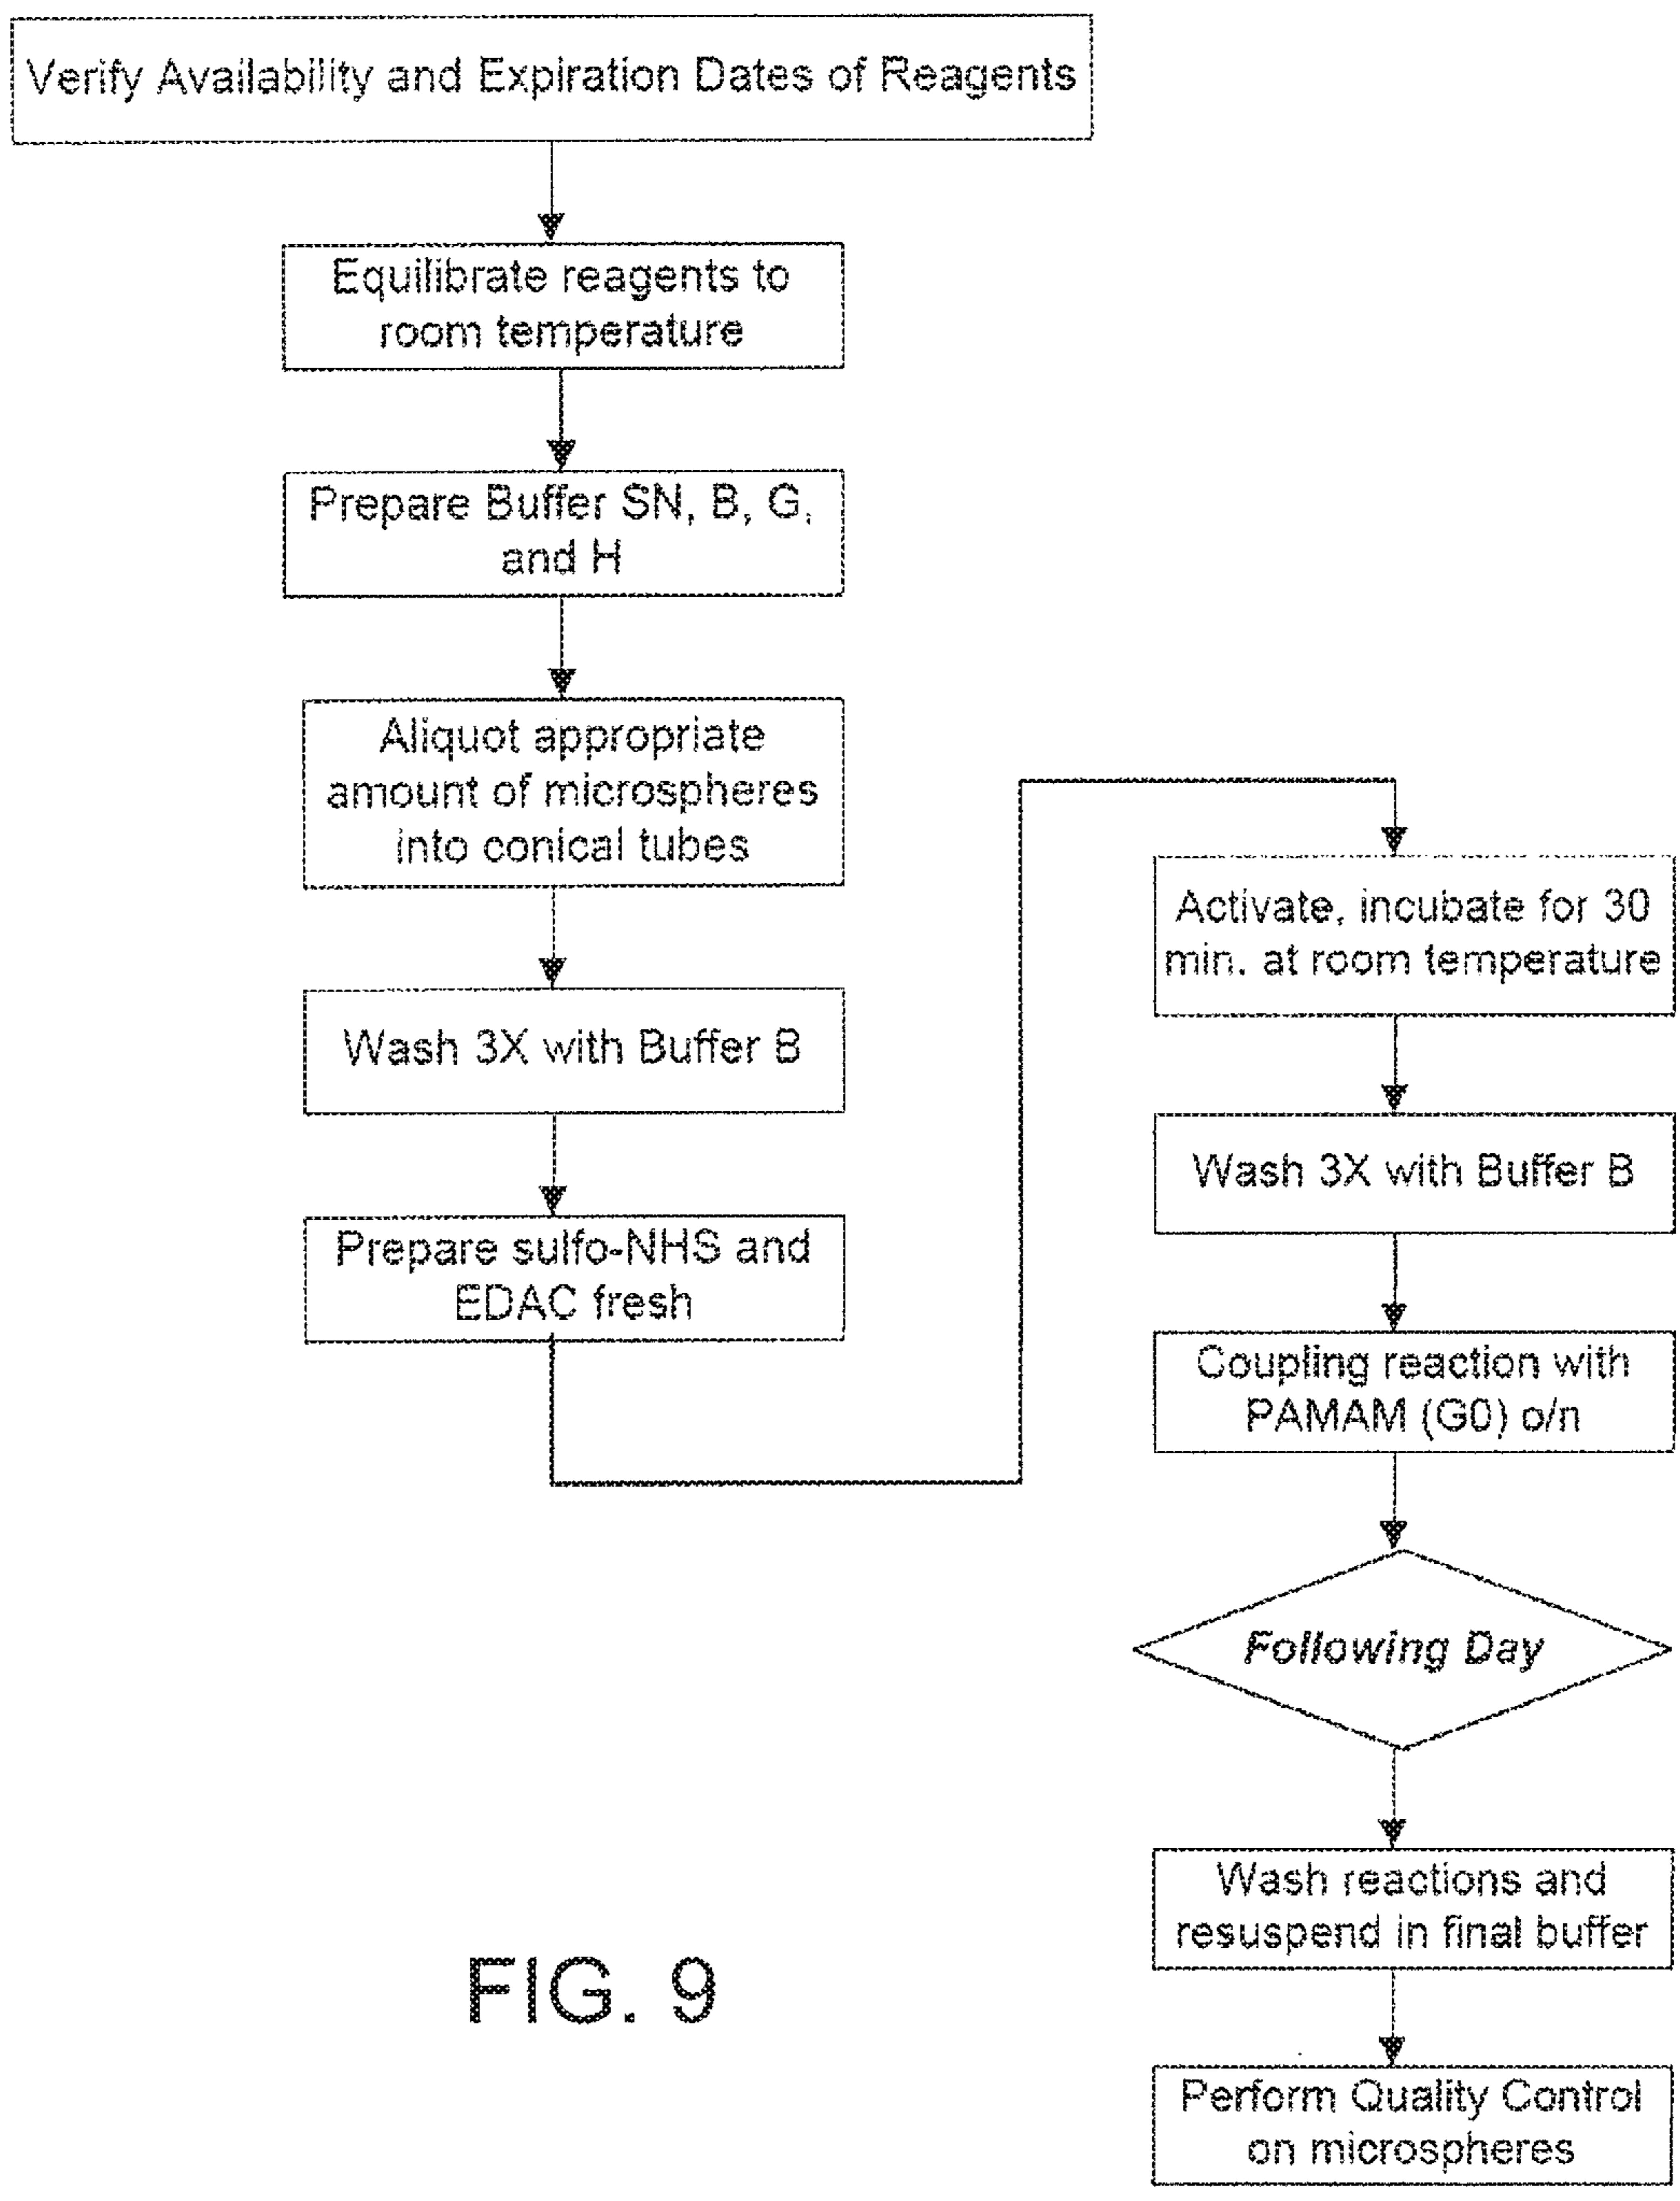 Verify Availability and Expiration Dates of Reagents
Equilibrate reagents to
room temperature
Prepare Buffer SN, B, G,
and H
Aliquot appropriate
amount of microspheres
into conical tubes
Wash 3X with Buffer B
Prepare sulfo-NHS and
EDAC fresh
Activate, incubate for 30
min. at room temperature
Wash 3X with Buffer B
Coupling reaction with
PAMAM (G0) o/n
Following Day
Wash reactions and
resuspend in final buffer
Perform Quality Control
on microspheres
FIG. 9